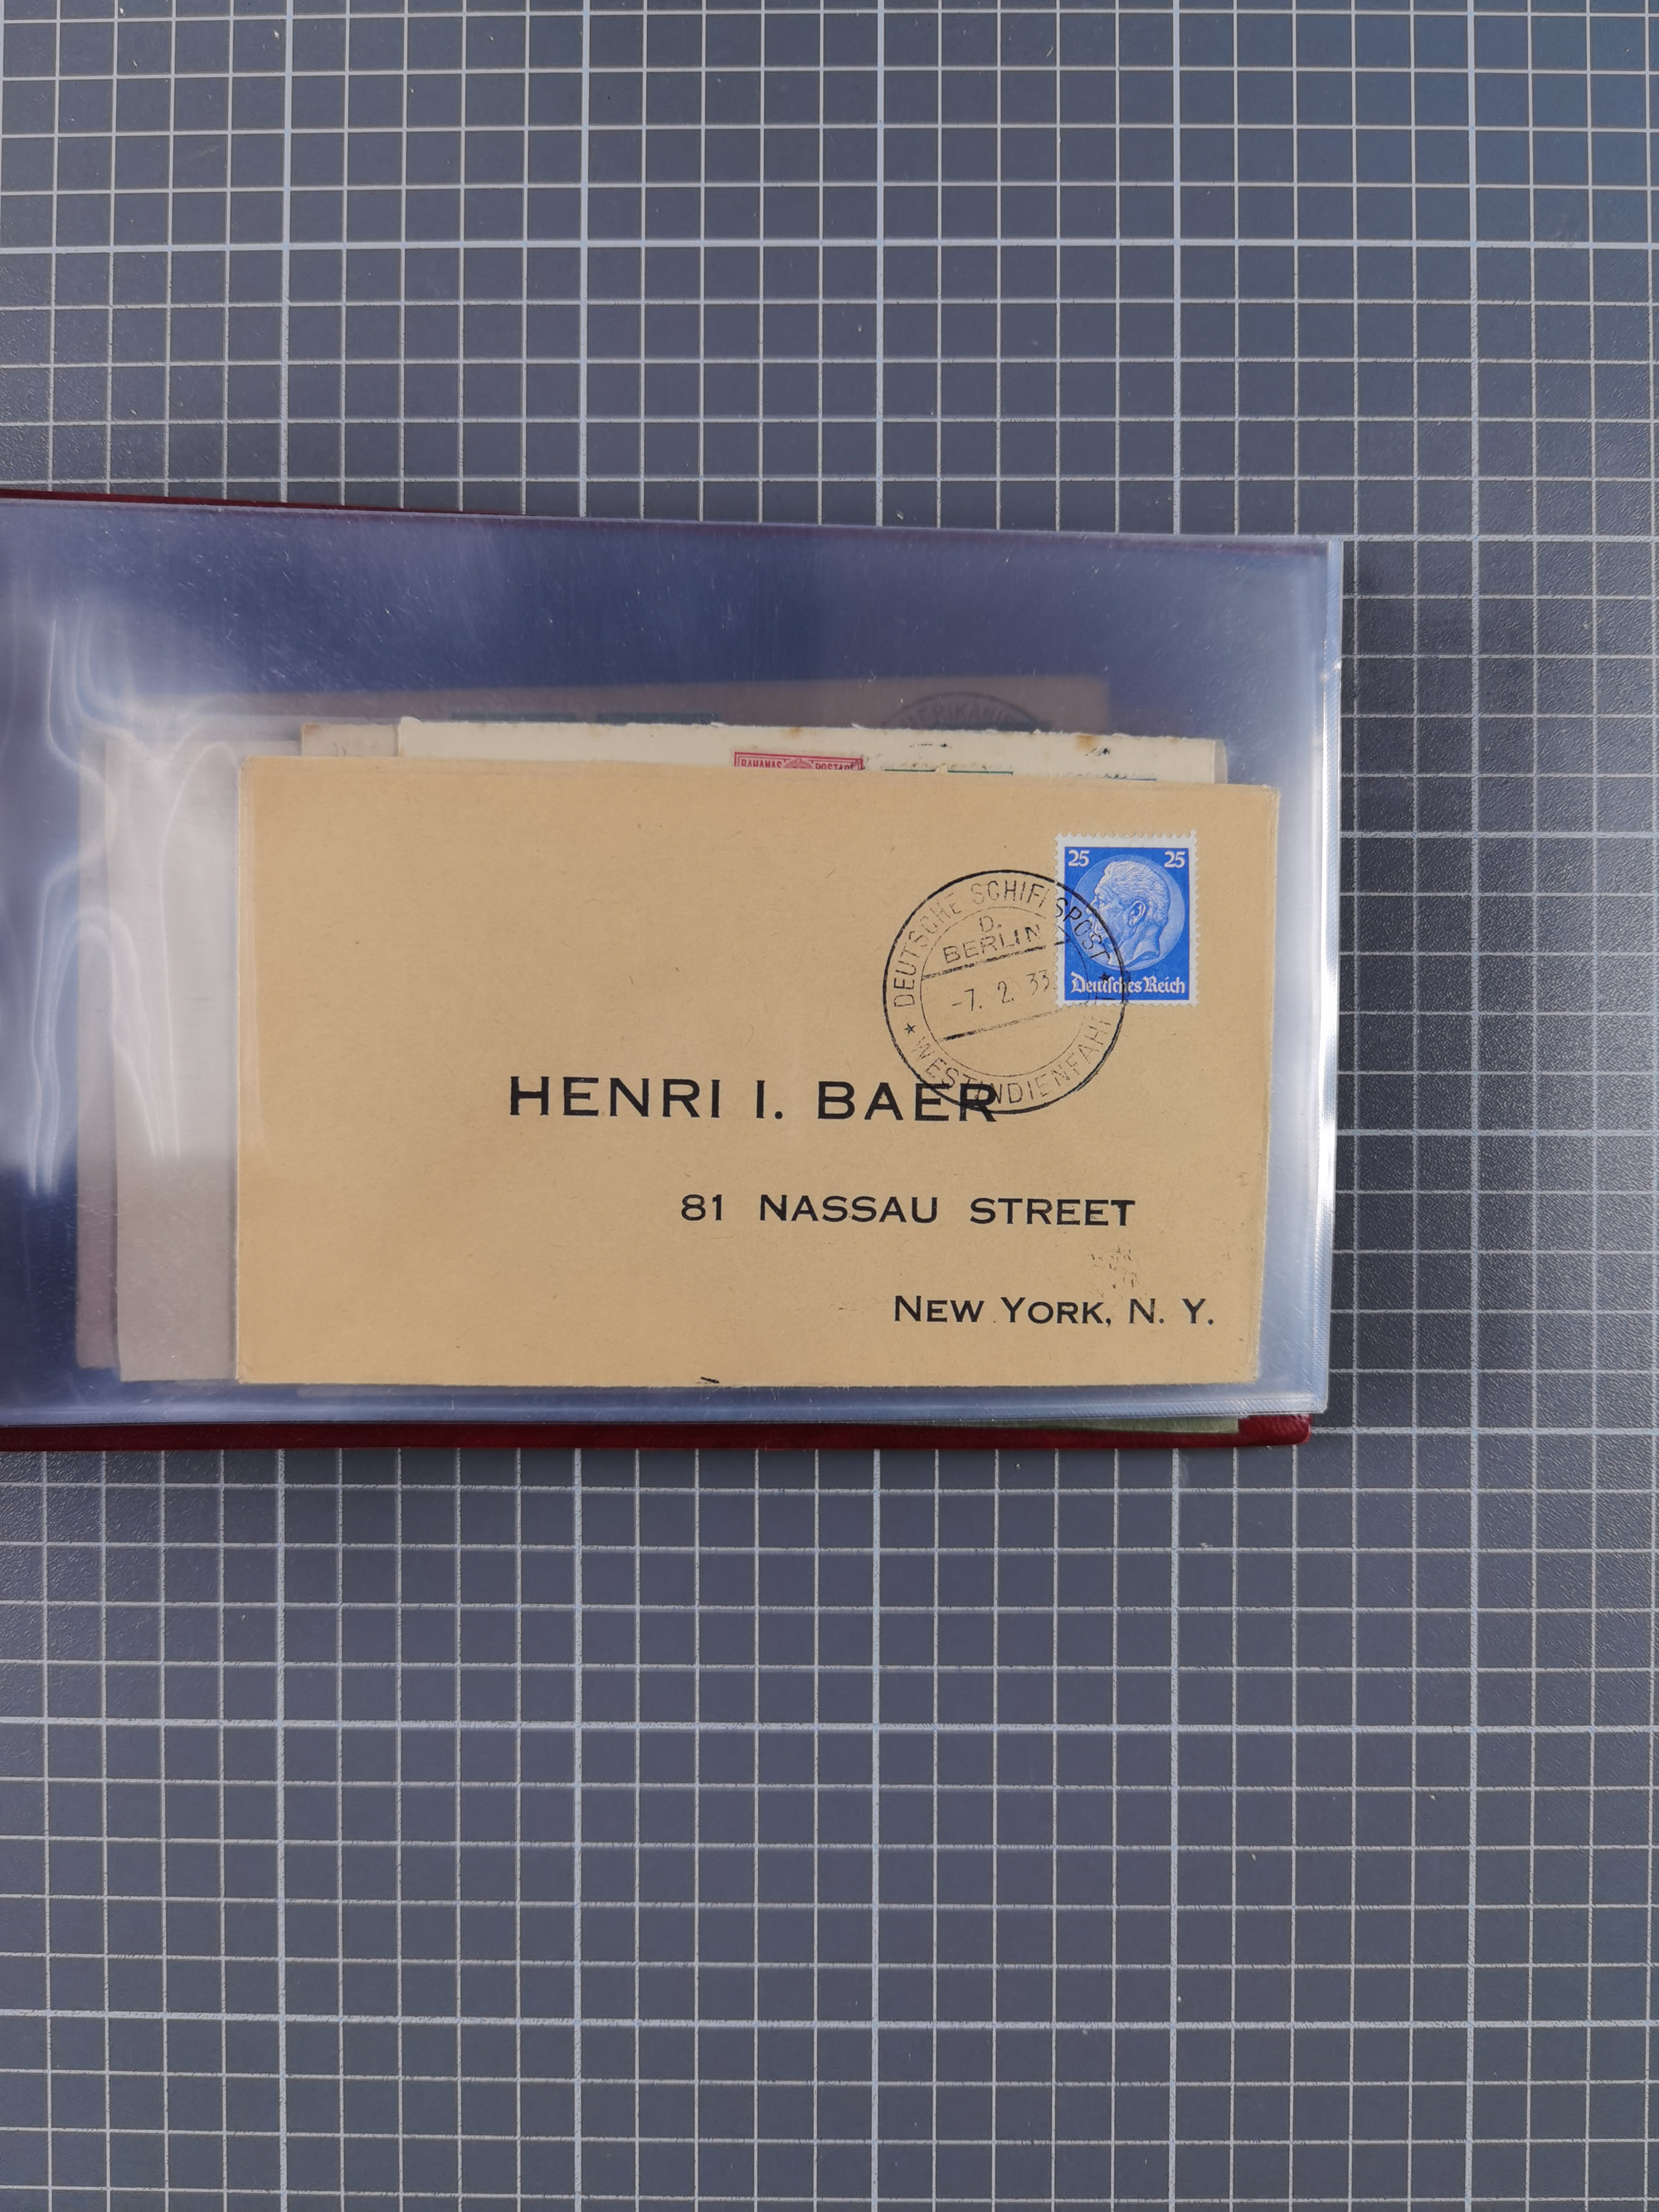 ERIKANIS
BAHAMAS POSTAGE
25 25
Deutsches Reich
DEUTSCHE SCHIFFSPOST
D.
BERLIN
-7. 2. 33
* WESTINDIENFAHRT *
HENRI I. BAER
81 NASSAU STREET
NEW YORK, N. Y.